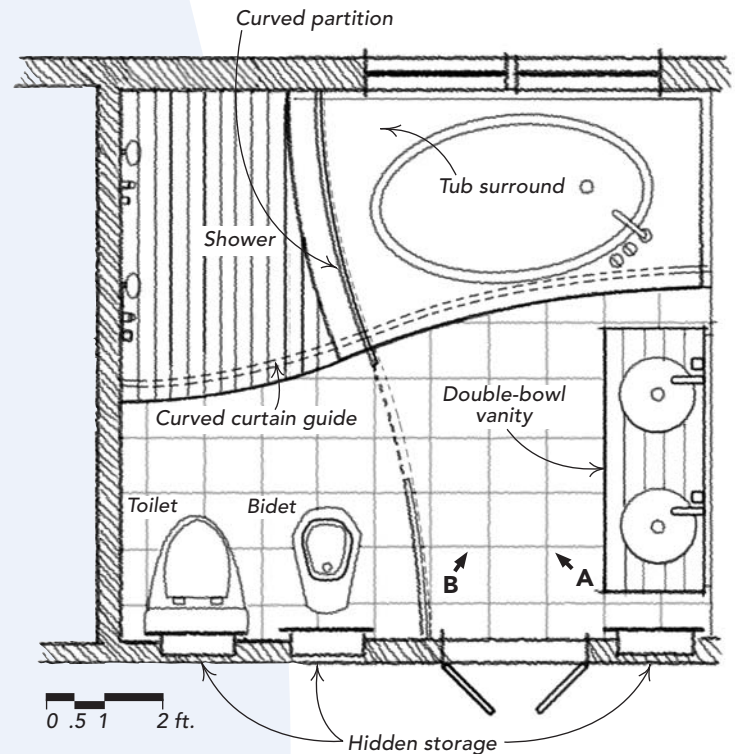 Curved partition
Tub surround
Shower
Curved curtain guide
Double-bowl
vanity
Toilet
Bidet
B
A
0 .5 1 2 ft.
Hidden storage